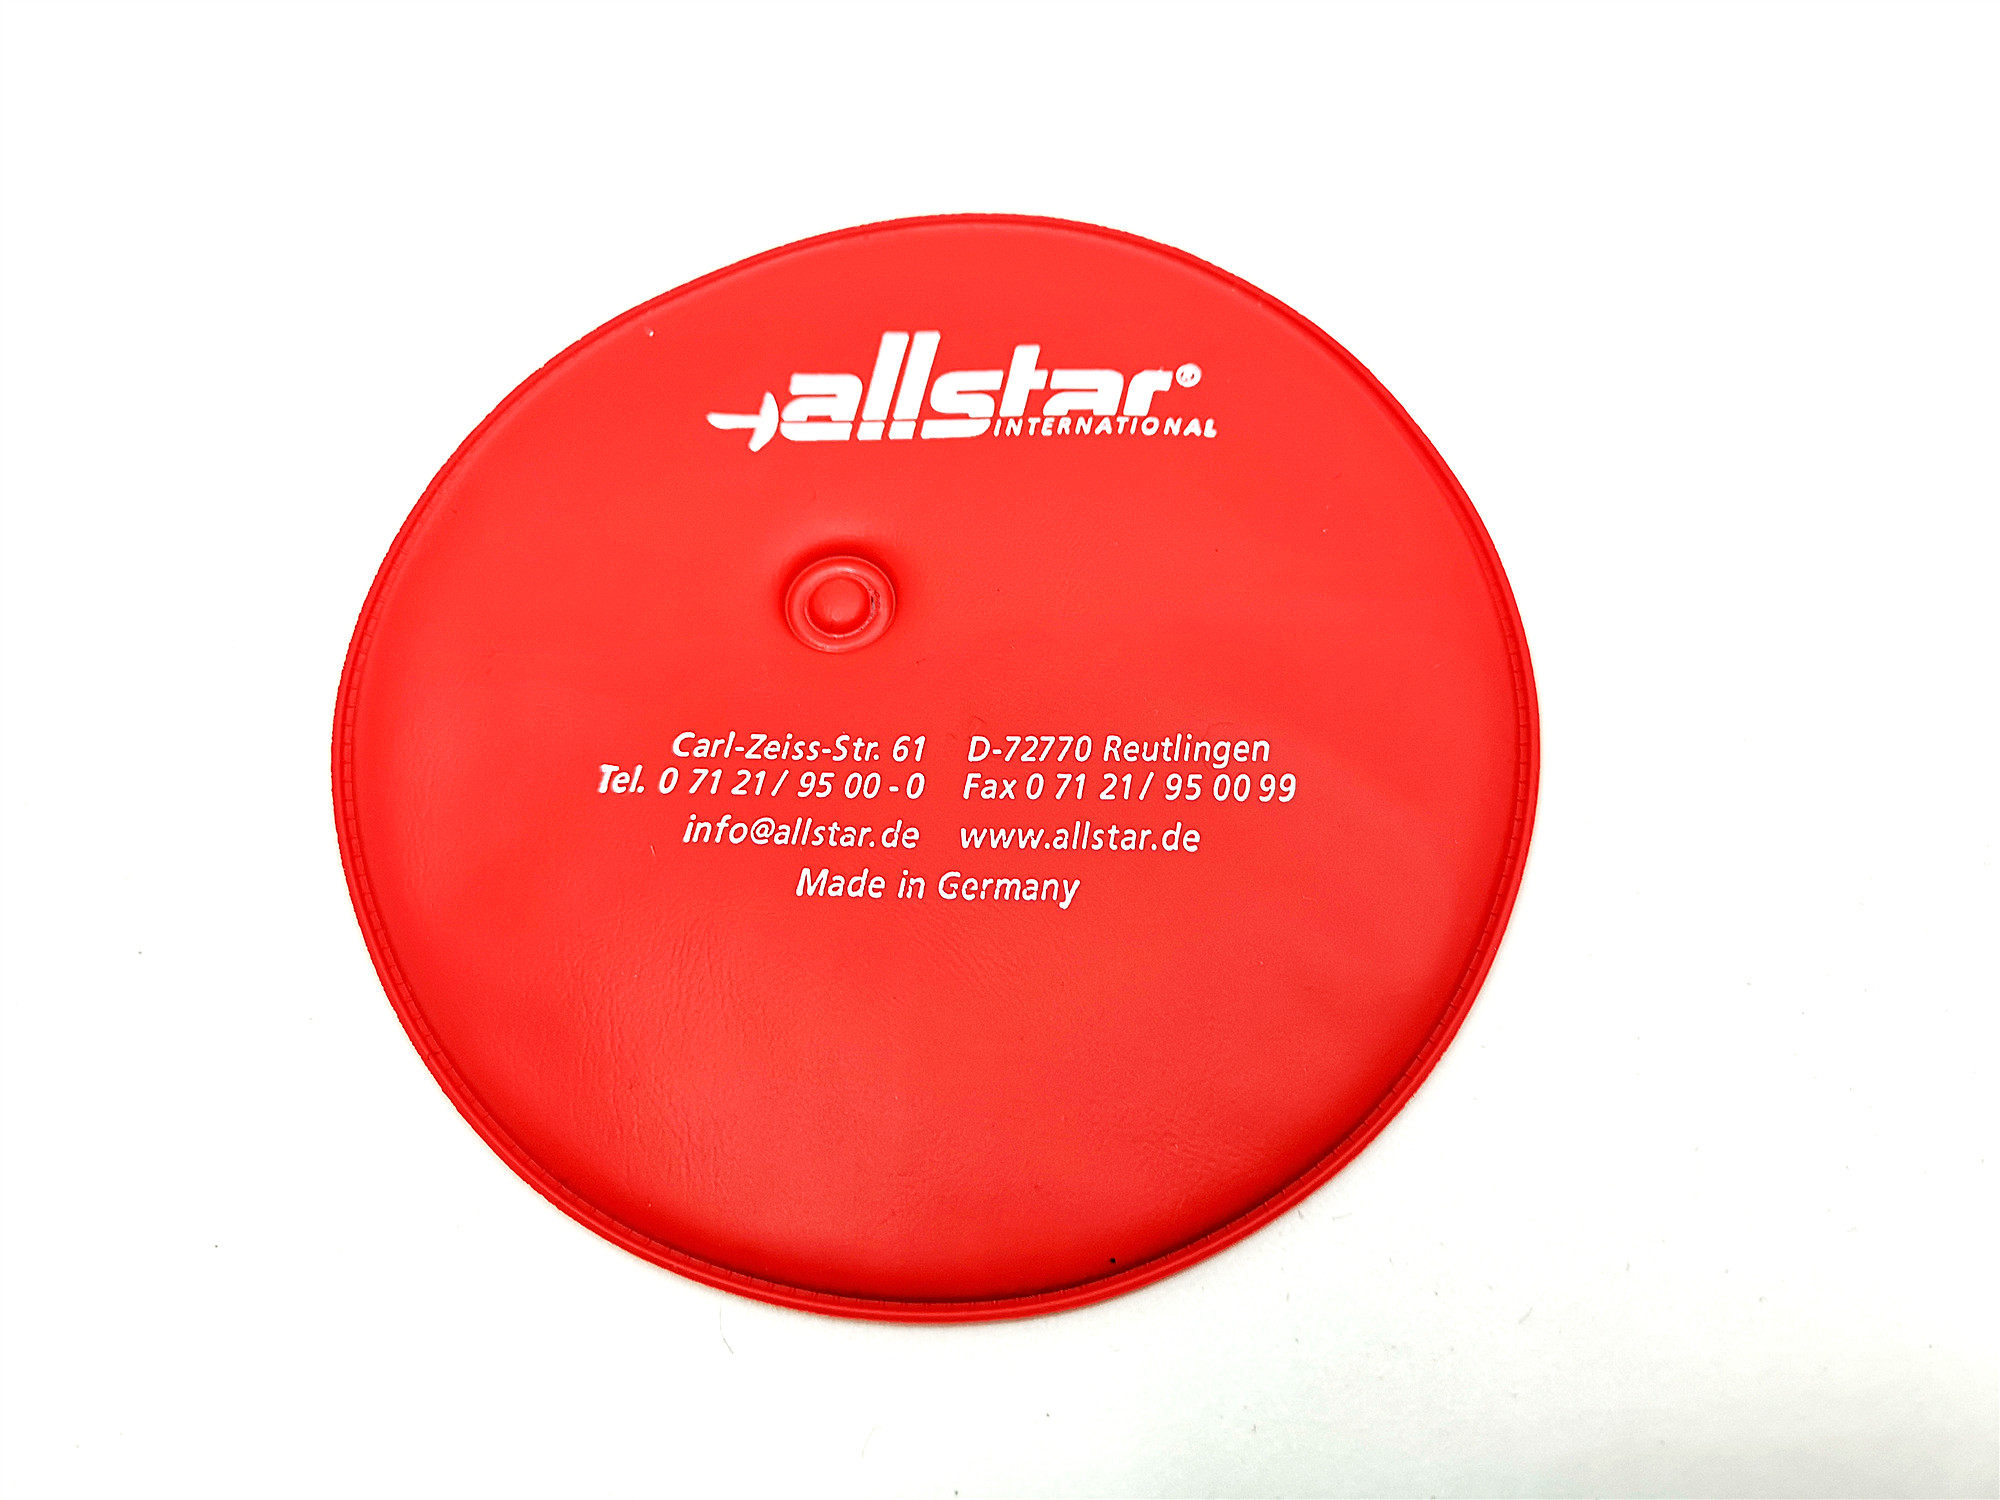 allstar®
INTERNATIONAL
Carl-Zeiss-Str. 61 D-72770 Reutlingen
Tel. 0 71 21/ 95 00 - 0 Fax 0 71 21/ 95 00 99
info@allstar.de www.allstar.de
Made in Germany